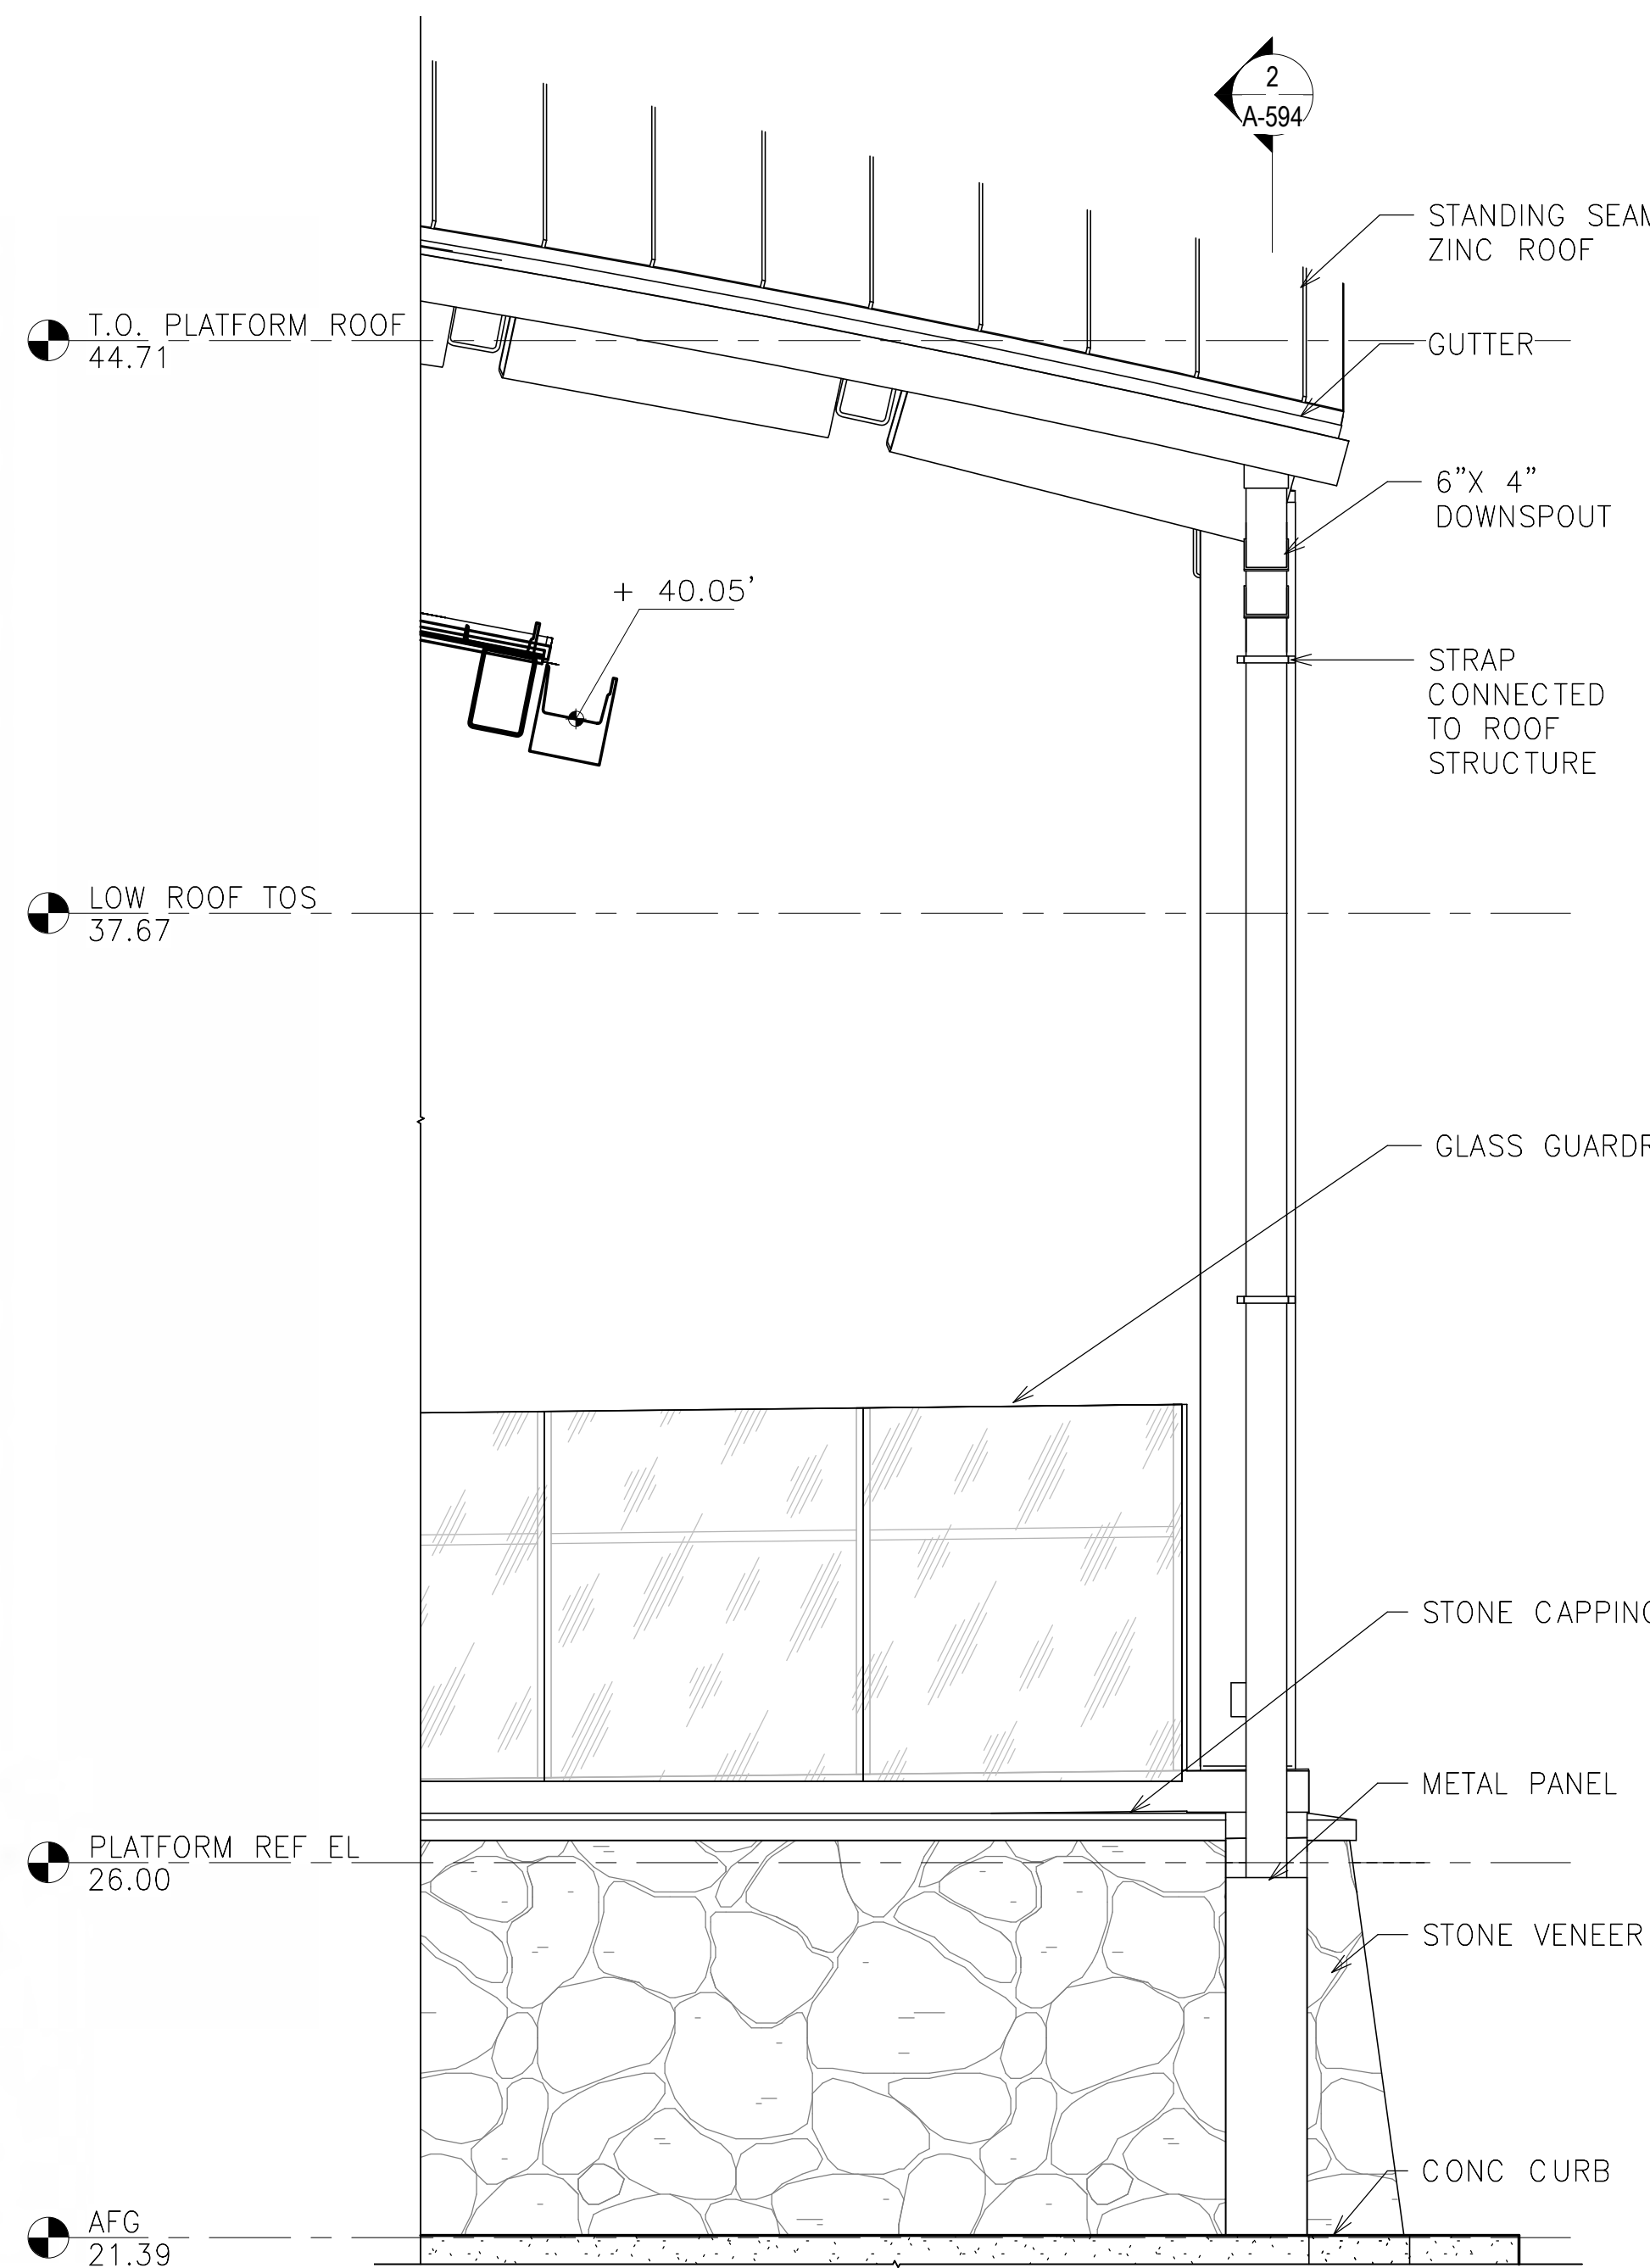 2
A-594
STANDING SEAM
ZINC ROOF
T.O. PLATFORM ROOF
44.71
GUTTER
6"X 4"
DOWNSPOUT
+ 40.05'
STRAP
CONNECTED
TO ROOF
STRUCTURE
LOW ROOF TOS
37.67
GLASS GUARDR
STONE CAPPING
METAL PANEL
PLATFORM REF EL
26.00
STONE VENEER
CONC CURB
AFG
21.39